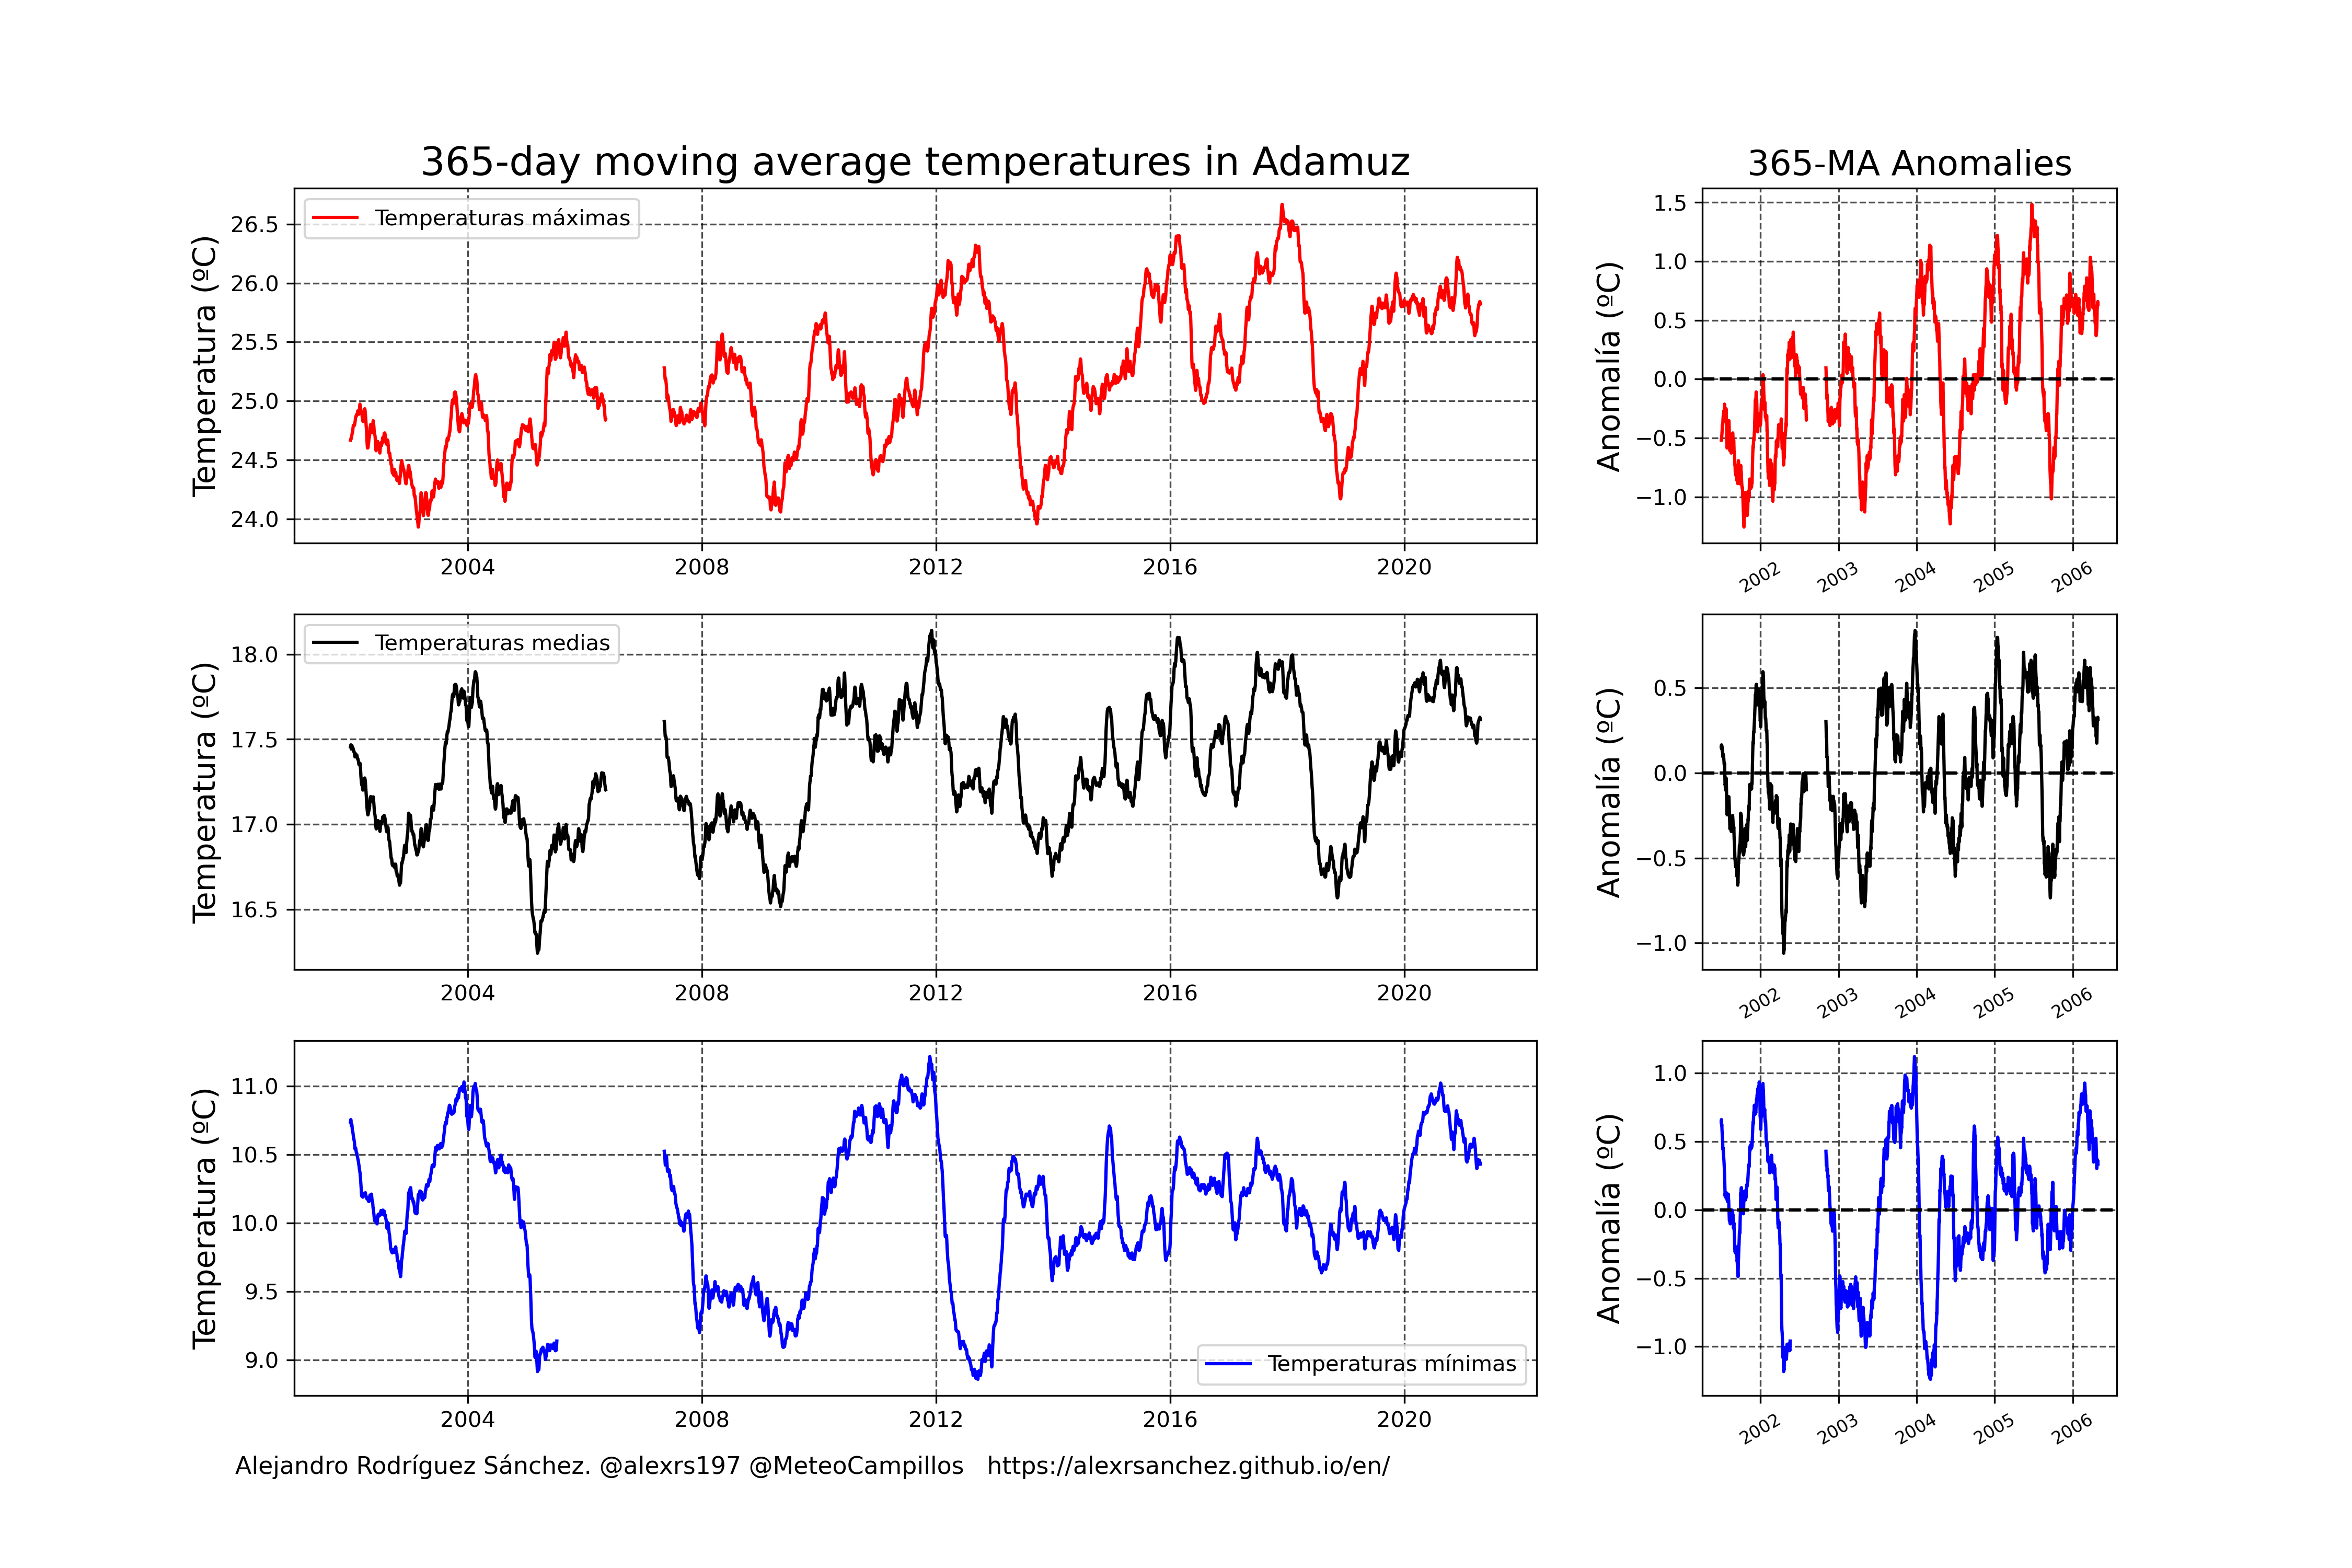 365-day moving average temperatures in Adamuz
365-MA Anomalies
Temperatura (ºC)
26.5
26.0
25.5
25.0
24.5
24.0
Temperaturas máximas
2004 2008 2012 2016 2020
Anomalía (ºC)
1.5
1.0
0.5
0.0
−0.5
−1.0
2002 2003 2004 2005 2006
Temperatura (ºC)
18.0
17.5
17.0
16.5
Temperaturas medias
2004 2008 2012 2016 2020
Anomalía (ºC)
0.5
0.0
−0.5
−1.0
2002 2003 2004 2005 2006
Temperatura (ºC)
11.0
10.5
10.0
9.5
9.0
Temperaturas mínimas
2004 2008 2012 2016 2020
Anomalía (ºC)
1.0
0.5
0.0
−0.5
−1.0
2002 2003 2004 2005 2006
Alejandro Rodríguez Sánchez. @alexrs197 @MeteoCampillos https://alexrsanchez.github.io/en/